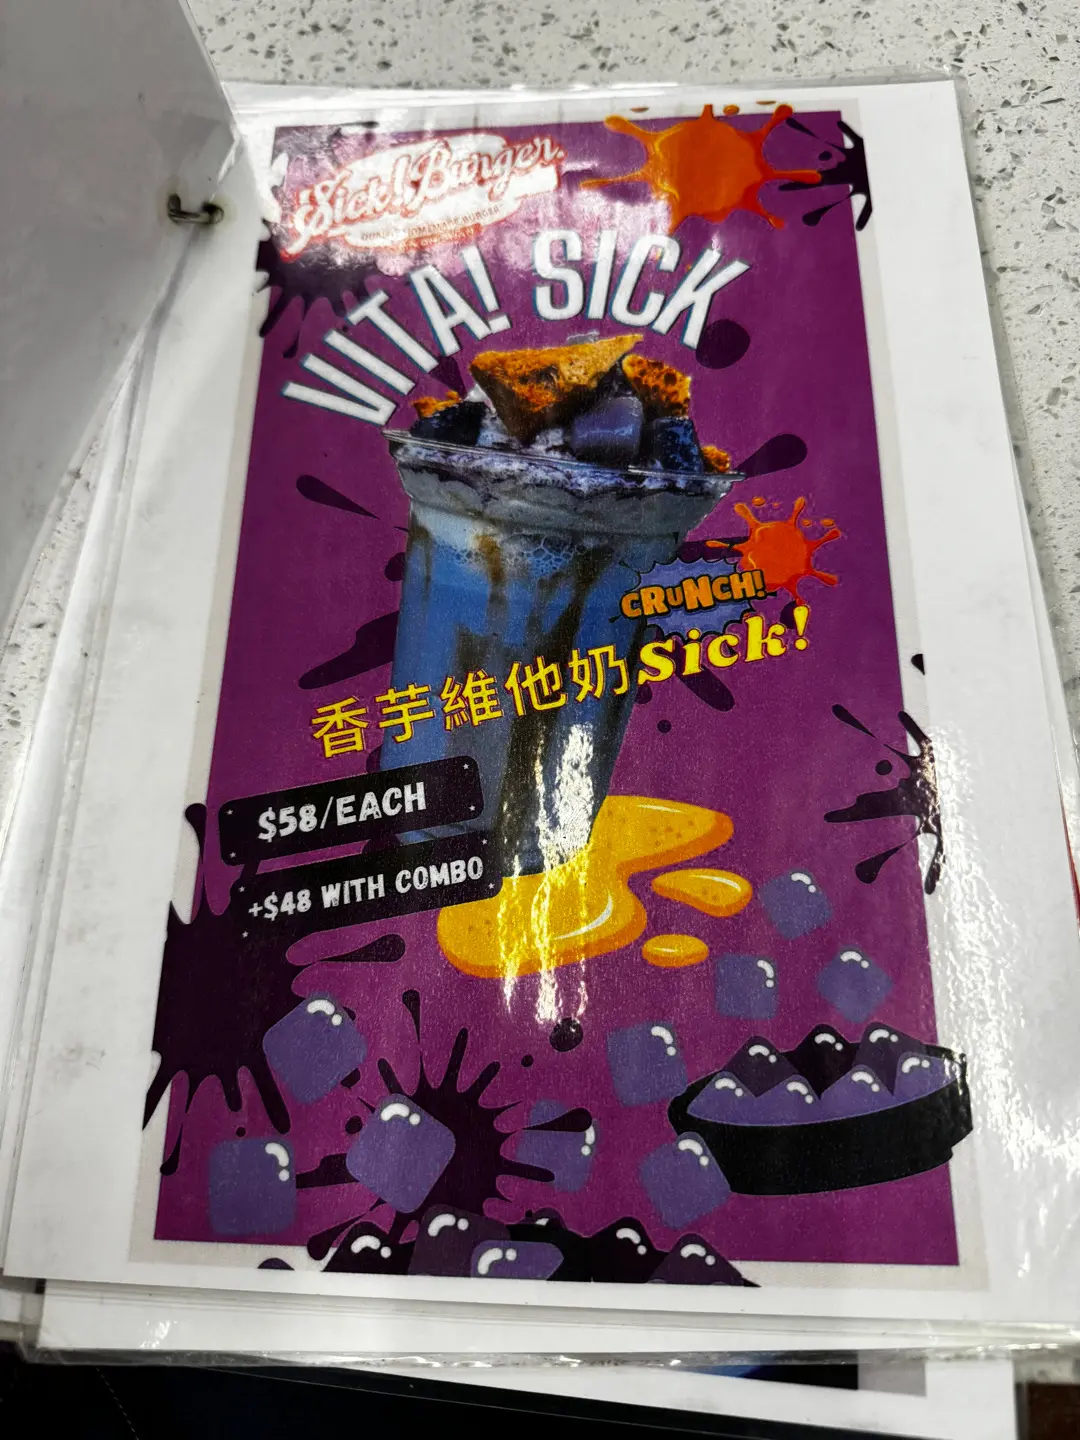 Sick! Burger
VITA! SICK
CRUNCH!
香芋維他奶Sick!
$58/EACH
+$48 WITH COMBO